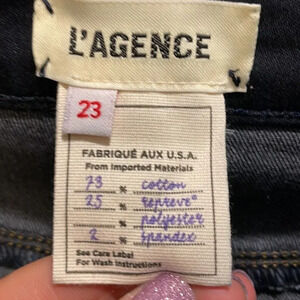 L'AGENCE
23
FABRIQUÉ AUX U.S.A.
From Imported Materials
73 % cotton
25 % repreve®
% polyester
2 % spandex
See Care Label
For Wash Instructions